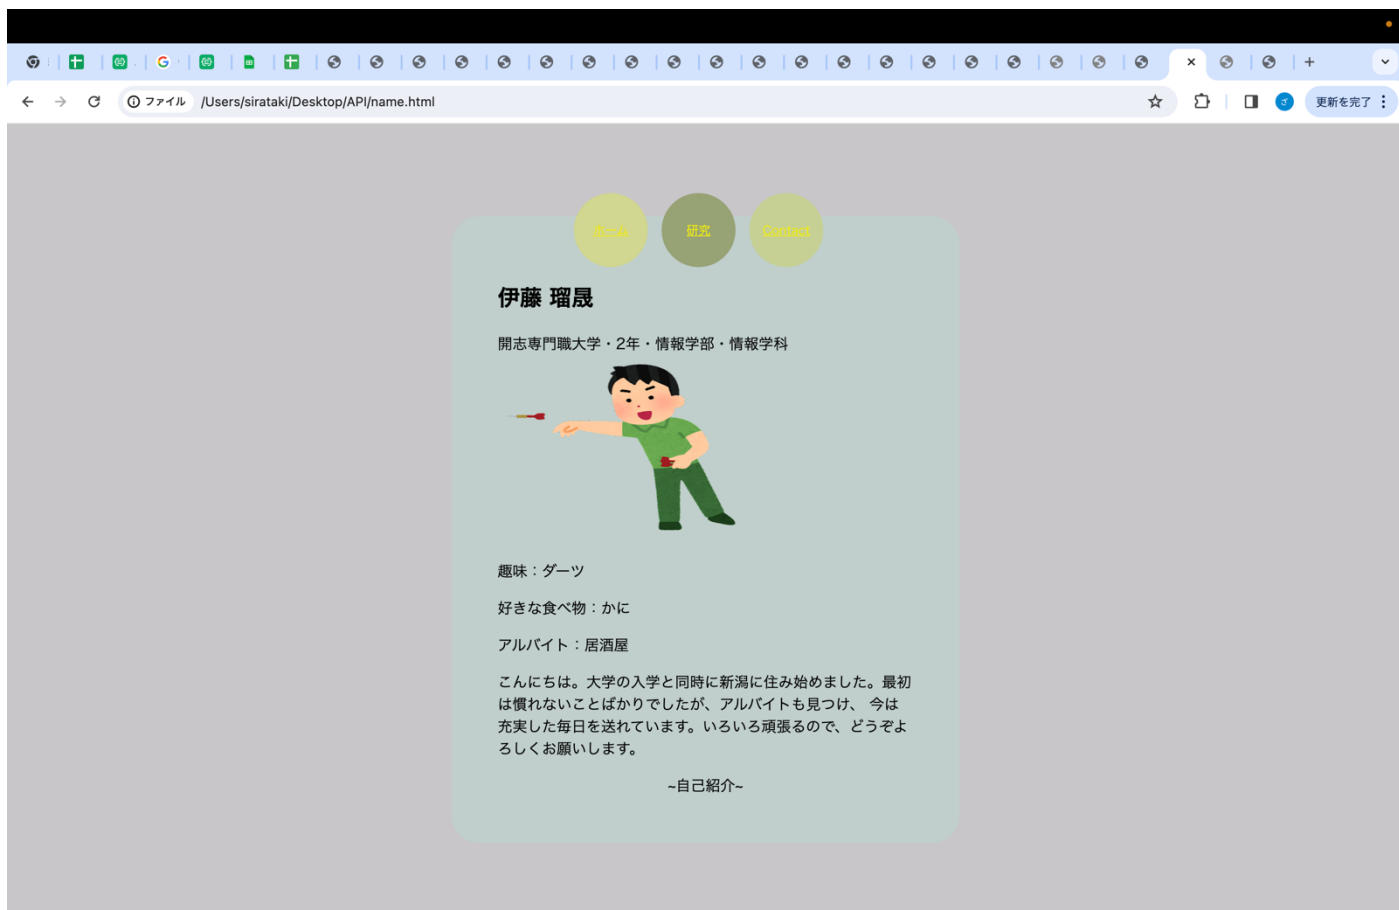 ファイル /Users/sirataki/Desktop/API/name.html
ざ
更新を完了
ホーム 研究 Contact
伊藤 瑠晟
開志専門職大学・2年・情報学部・情報学科
趣味：ダーツ
好きな食べ物：かに
アルバイト：居酒屋
こんにちは。大学の入学と同時に新潟に住み始めました。最初
は慣れないことばかりでしたが、アルバイトも見つけ、 今は
充実した毎日を送れています。いろいろ頑張るので、どうぞよ
ろしくお願いします。
~自己紹介~